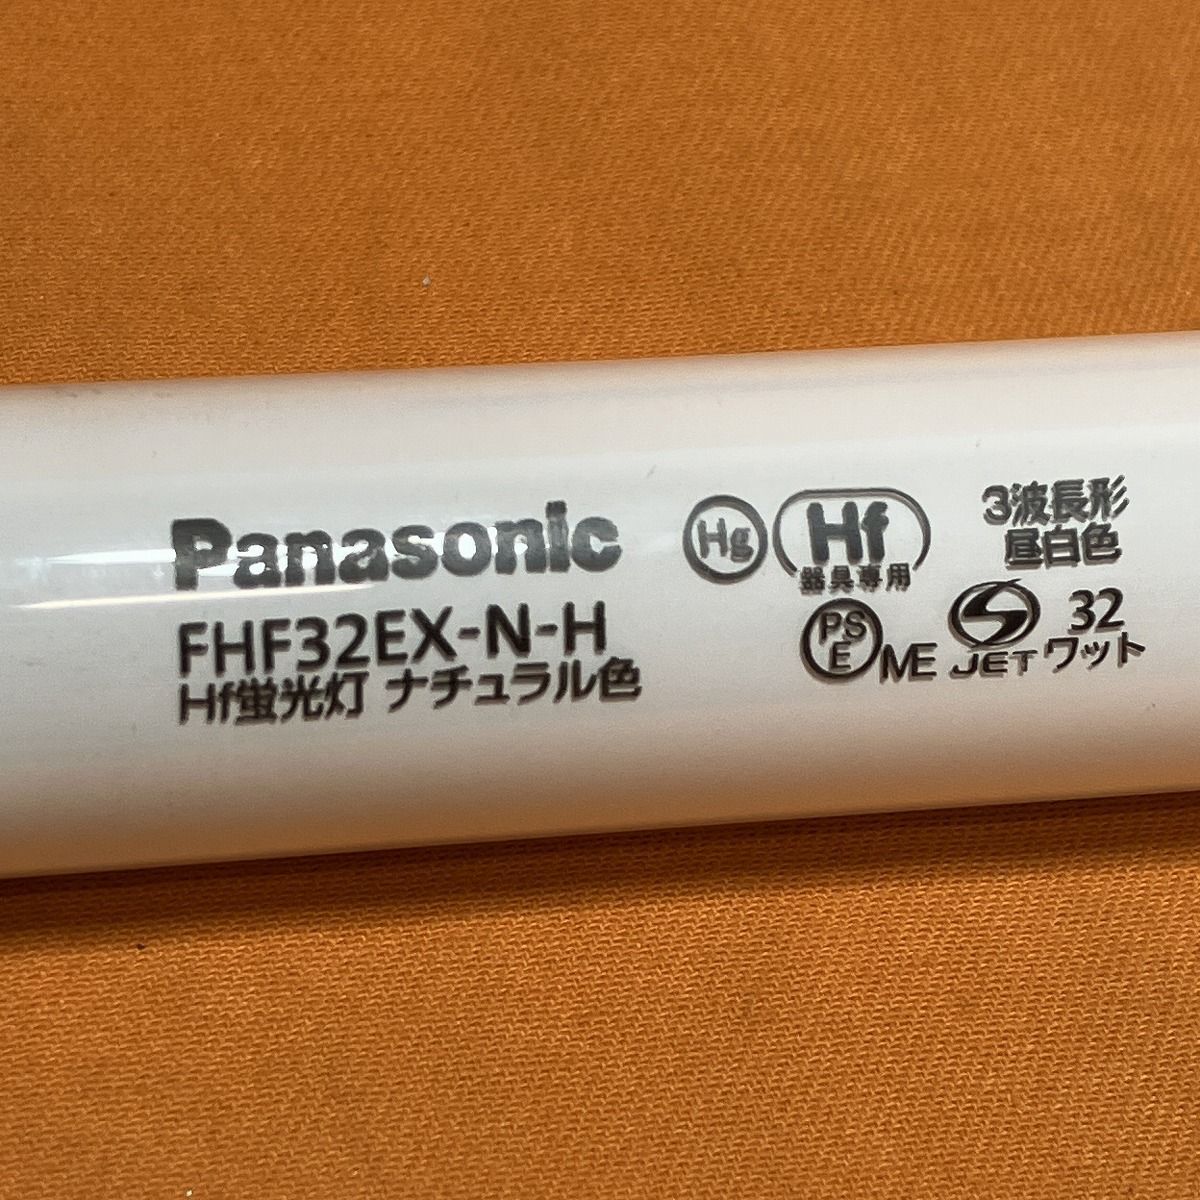 Panasonic
FHF32EX-N-H
Hf蛍光灯 ナチュラル色
Hg
Hf
器具専用
3波長形
昼白色
PS
E
ME
JET
32
ワット